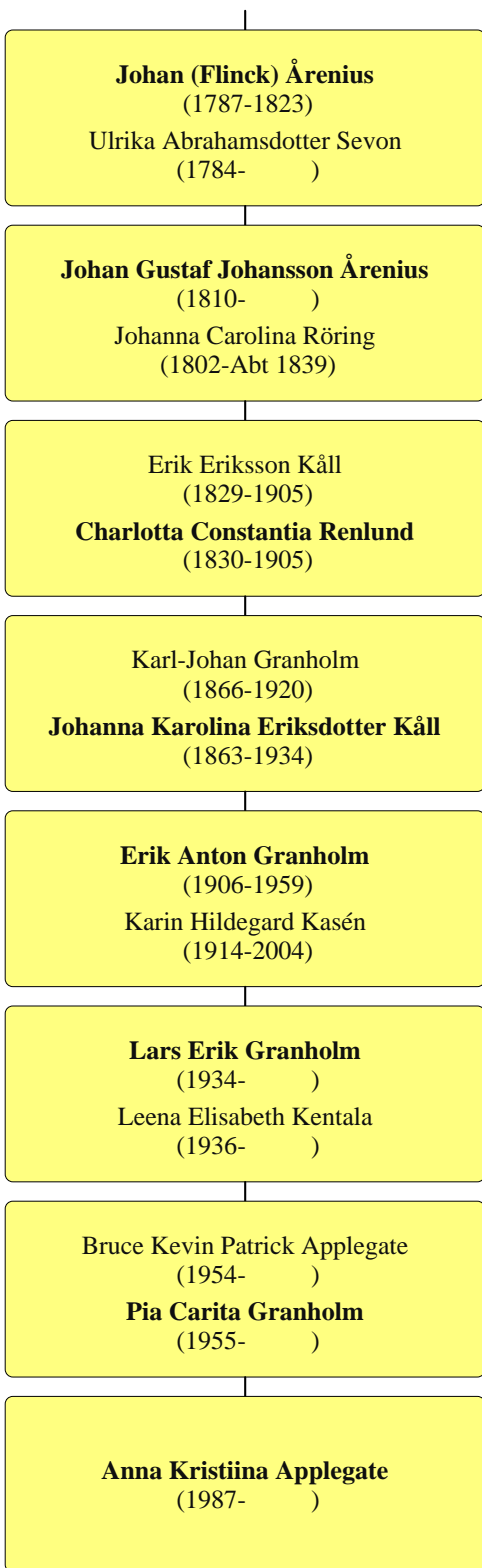 Johan (Flinck) Årenius
(1787-1823)
Ulrika Abrahamsdotter Sevon
(1784- )
Johan Gustaf Johansson Årenius
(1810- )
Johanna Carolina Röring
(1802-Abt 1839)
Erik Eriksson Kåll
(1829-1905)
Charlotta Constantia Renlund
(1830-1905)
Karl-Johan Granholm
(1866-1920)
Johanna Karolina Eriksdotter Kåll
(1863-1934)
Erik Anton Granholm
(1906-1959)
Karin Hildegard Kasén
(1914-2004)
Lars Erik Granholm
(1934- )
Leena Elisabeth Kentala
(1936- )
Bruce Kevin Patrick Applegate
(1954- )
Pia Carita Granholm
(1955- )
Anna Kristiina Applegate
(1987- )